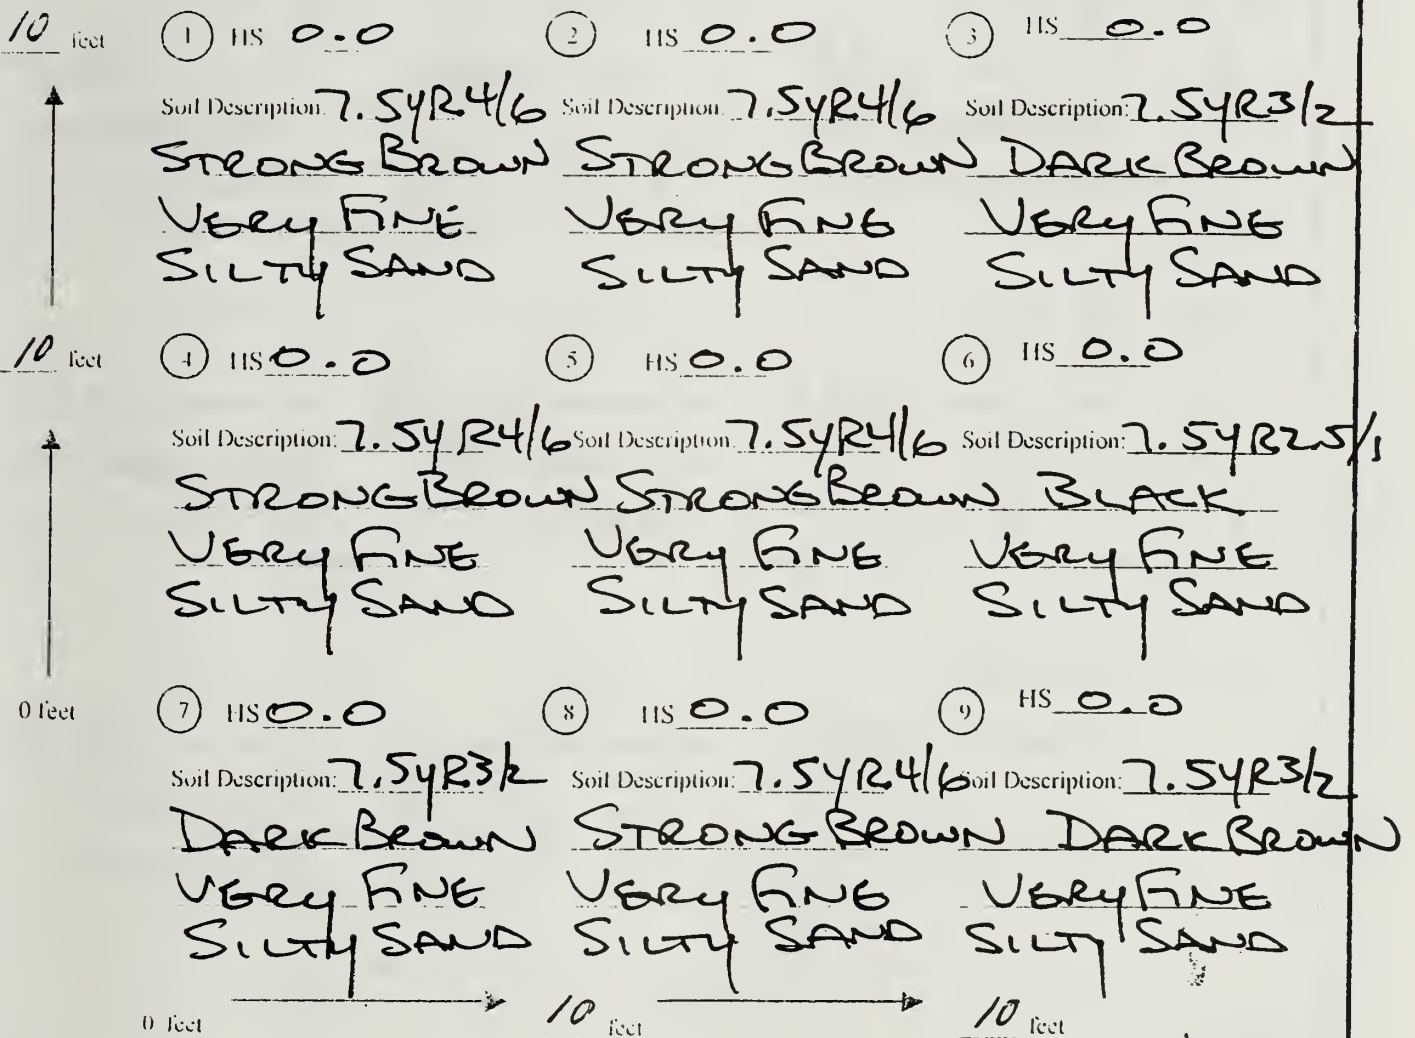 10 feet 1 HS 0.0 2 HS 0.0 3 HS 0.0
Soil Description: 7.5YR4/6 Soil Description: 7.5YR4/6 Soil Description: 7.5YR3/2
STRONG BROWN STRONG BROWN DARK BROWN
VERY FINE VERY FINE VERY FINE
SILTY SAND SILTY SAND SILTY SAND
10 feet 4 HS 0.0 5 HS 0.0 6 HS 0.0
Soil Description: 7.5YR4/6 Soil Description: 7.5YR4/6 Soil Description: 7.5YR2.5/1
STRONG BROWN STRONG BROWN BLACK
VERY FINE VERY FINE VERY FINE
SILTY SAND SILTY SAND SILTY SAND
0 feet 7 HS 0.0 8 HS 0.0 9 HS 0.0
Soil Description: 7.5YR3/2 Soil Description: 7.5YR4/6 Soil Description: 7.5YR3/2
DARK BROWN STRONG BROWN DARK BROWN
VERY FINE VERY FINE VERY FINE
SILTY SAND SILTY SAND SILTY SAND
0 feet 10 feet 10 feet